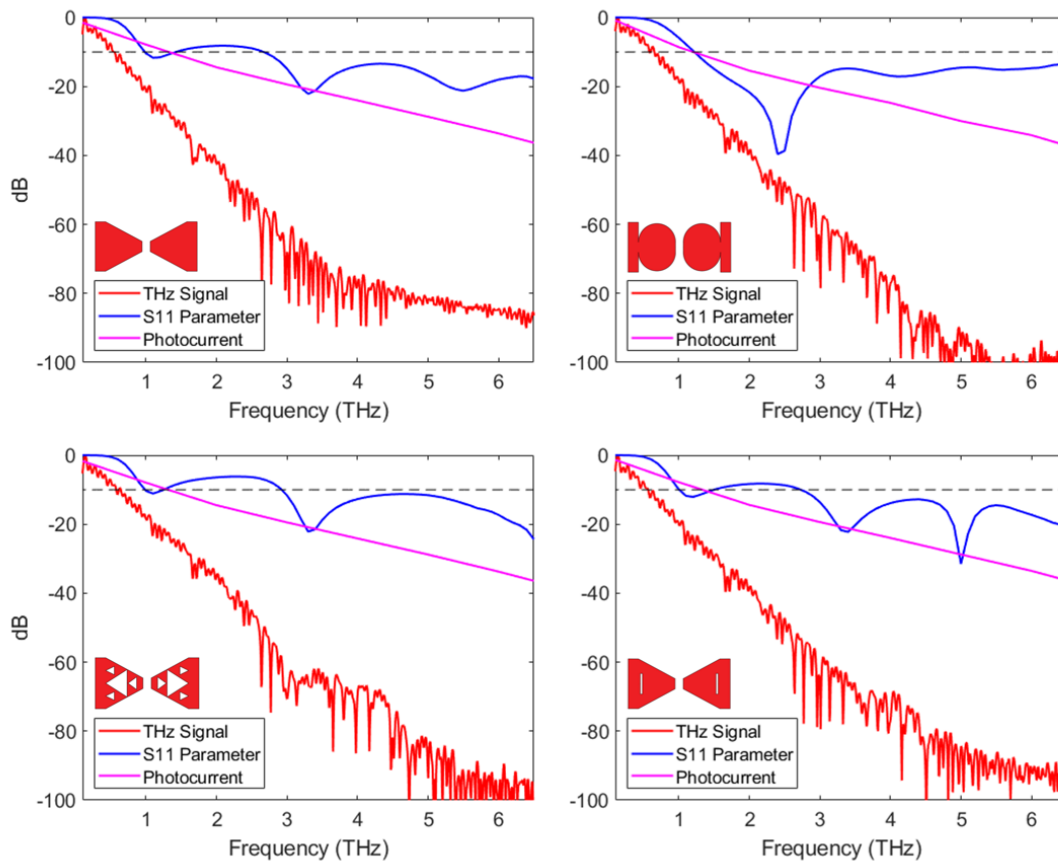 0
-20
-40
-60
-80
-100
dB
THz Signal
S11 Parameter
Photocurrent
1 2 3 4 5 6
Frequency (THz)
0
-20
-40
-60
-80
-100
THz Signal
S11 Parameter
Photocurrent
1 2 3 4 5 6
Frequency (THz)
0
-20
-40
-60
-80
-100
dB
THz Signal
S11 Parameter
Photocurrent
1 2 3 4 5 6
Frequency (THz)
0
-20
-40
-60
-80
-100
THz Signal
S11 Parameter
Photocurrent
1 2 3 4 5 6
Frequency (THz)